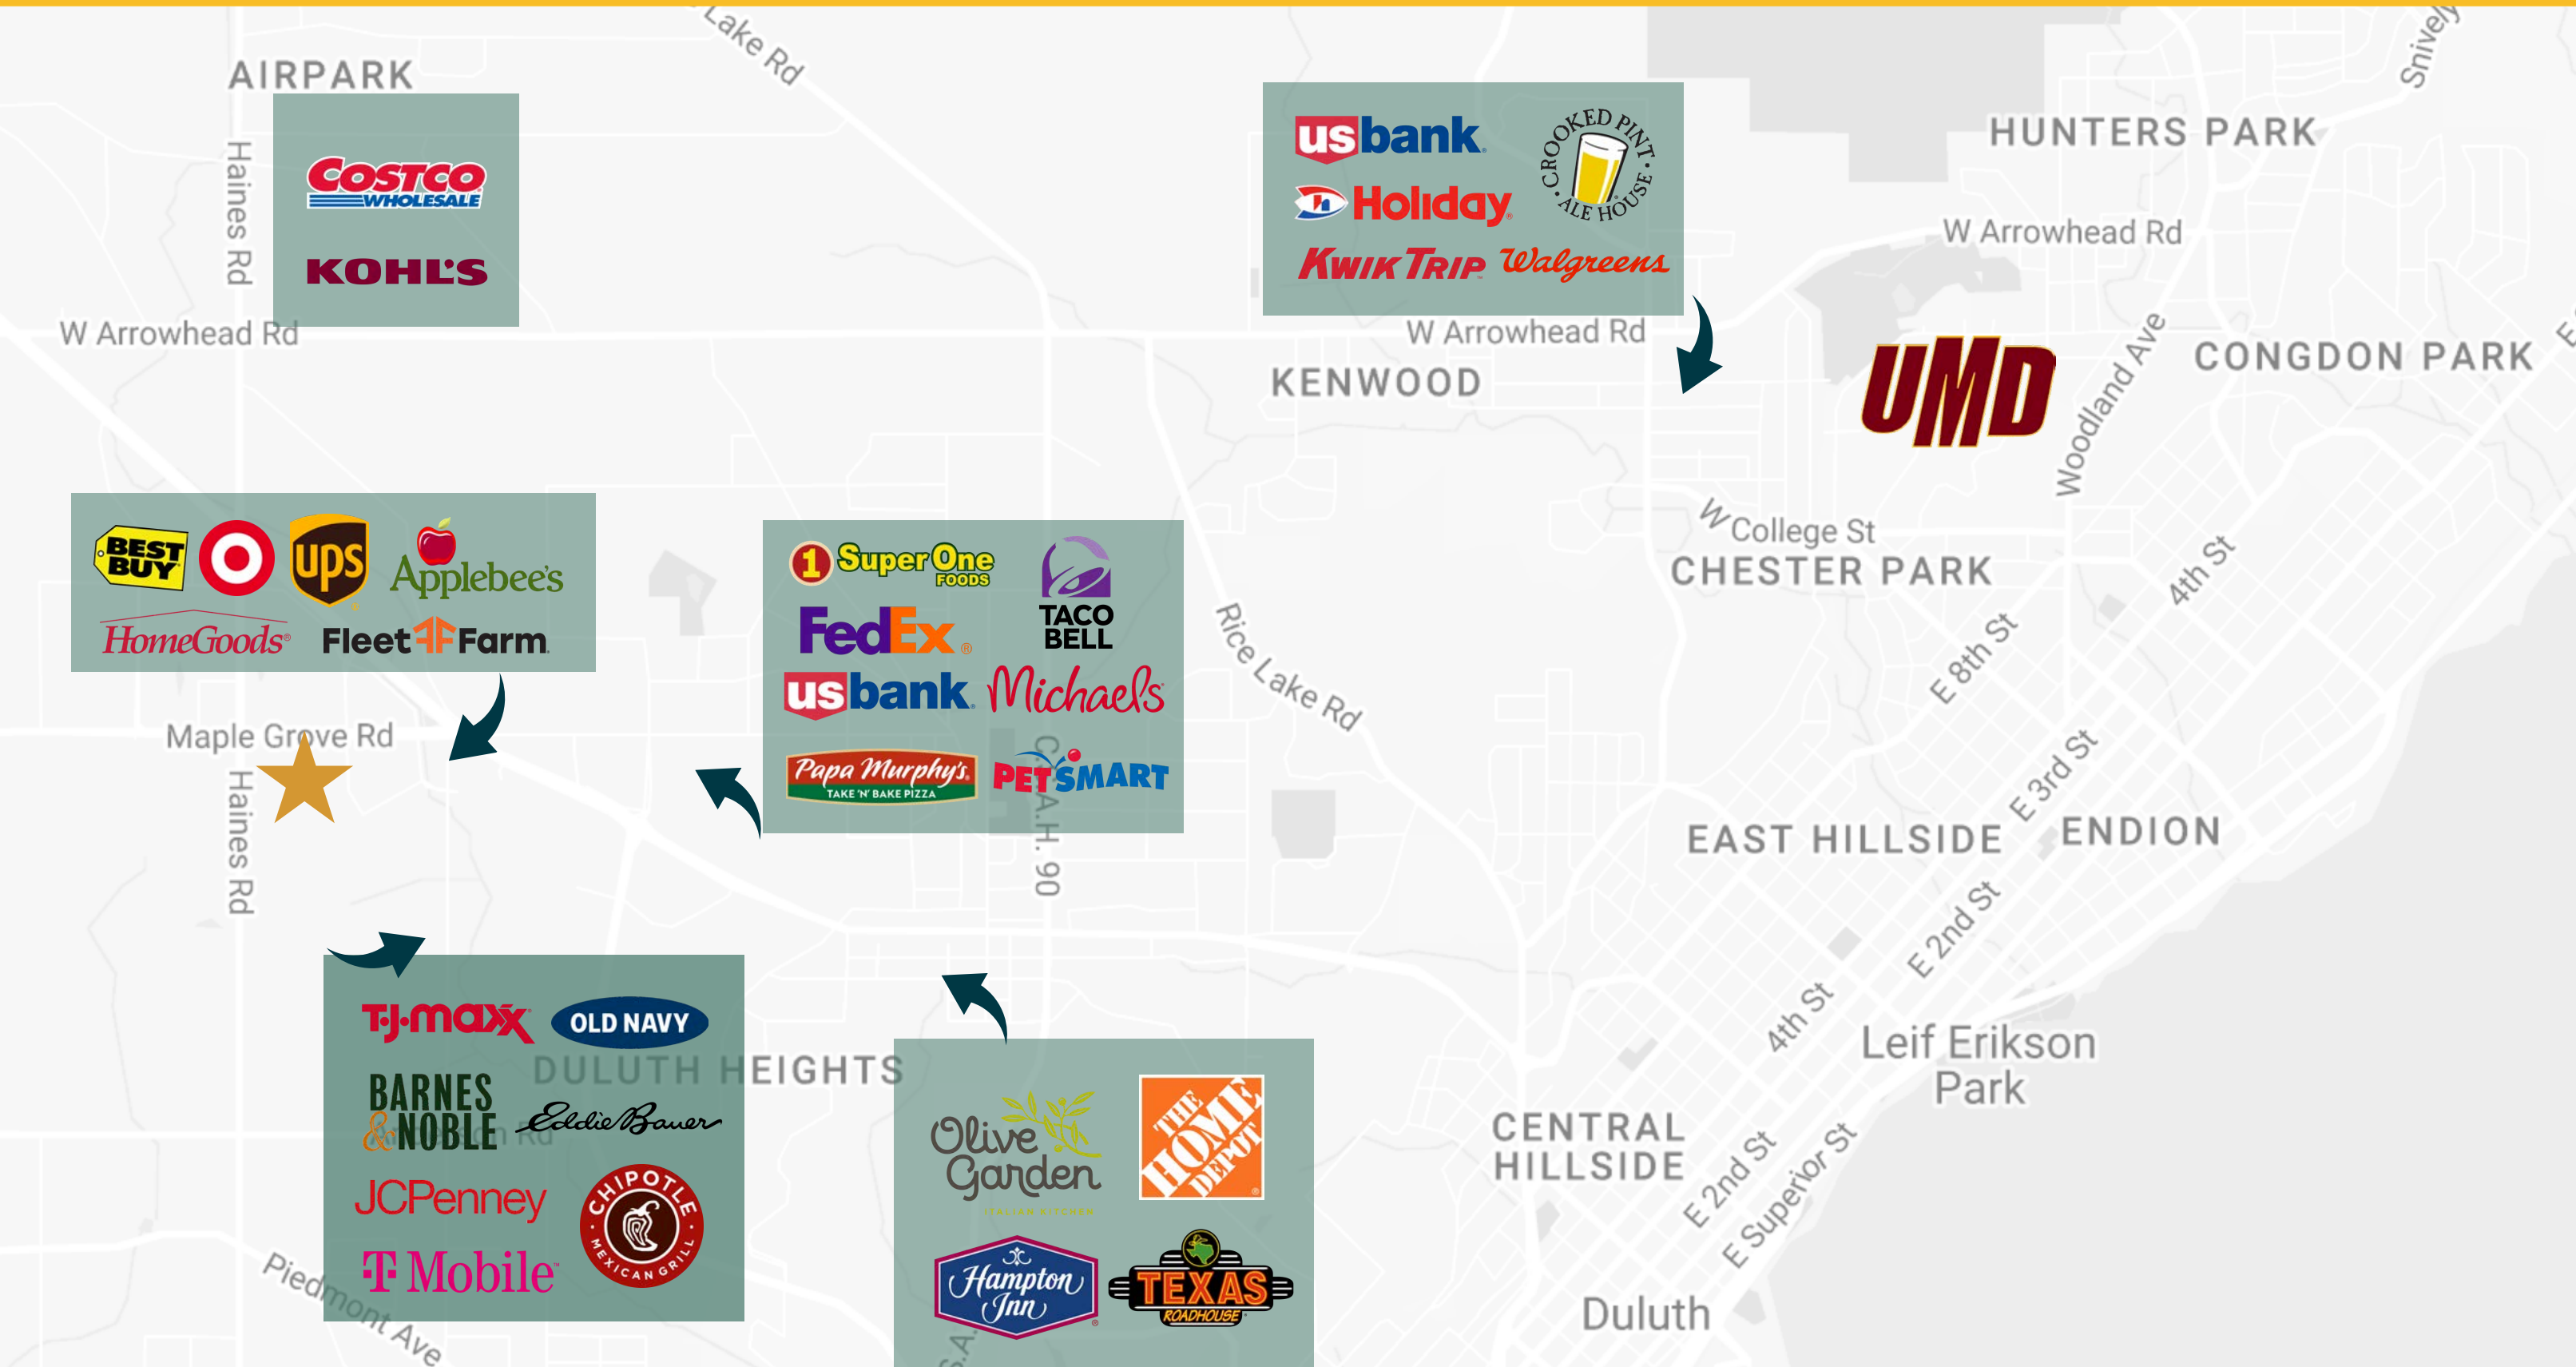 Lake Rd
Snively
AIRPARK
Haines Rd
COSTCO
WHOLESALE
KOHL'S
W Arrowhead Rd
usbank
CROOKED PINT
ALE HOUSE
Holiday
KWIK TRIP
Walgreens
W Arrowhead Rd
KENWOOD
HUNTERS PARK
W Arrowhead Rd
UMD
Woodland Ave
CONGDON PARK
BEST
BUY
ups
Applebee's
HomeGoods
Fleet Farm
Maple Grove Rd
Haines Rd
1 Super One
FOODS
TACO
BELL
FedEx
usbank
Michaels
Papa Murphy's
TAKE 'N' BAKE PIZZA
PETSMART
C.S.A.H. 90
Rice Lake Rd
W College St
CHESTER PARK
4th St
E 8th St
E 3rd St
EAST HILLSIDE
ENDION
E 2nd St
4th St
Leif Erikson
Park
T.J.maxx
OLD NAVY
DULUTH HEIGHTS
BARNES
&NOBLE
Eddie Bauer
JCPenney
CHIPOTLE
MEXICAN GRILL
T Mobile
Piedmont Ave
Olive
Garden
ITALIAN KITCHEN
THE
HOME
DEPOT
Hampton
Inn
TEXAS
ROADHOUSE
CENTRAL
HILLSIDE
E 2nd St
E Superior St
Duluth